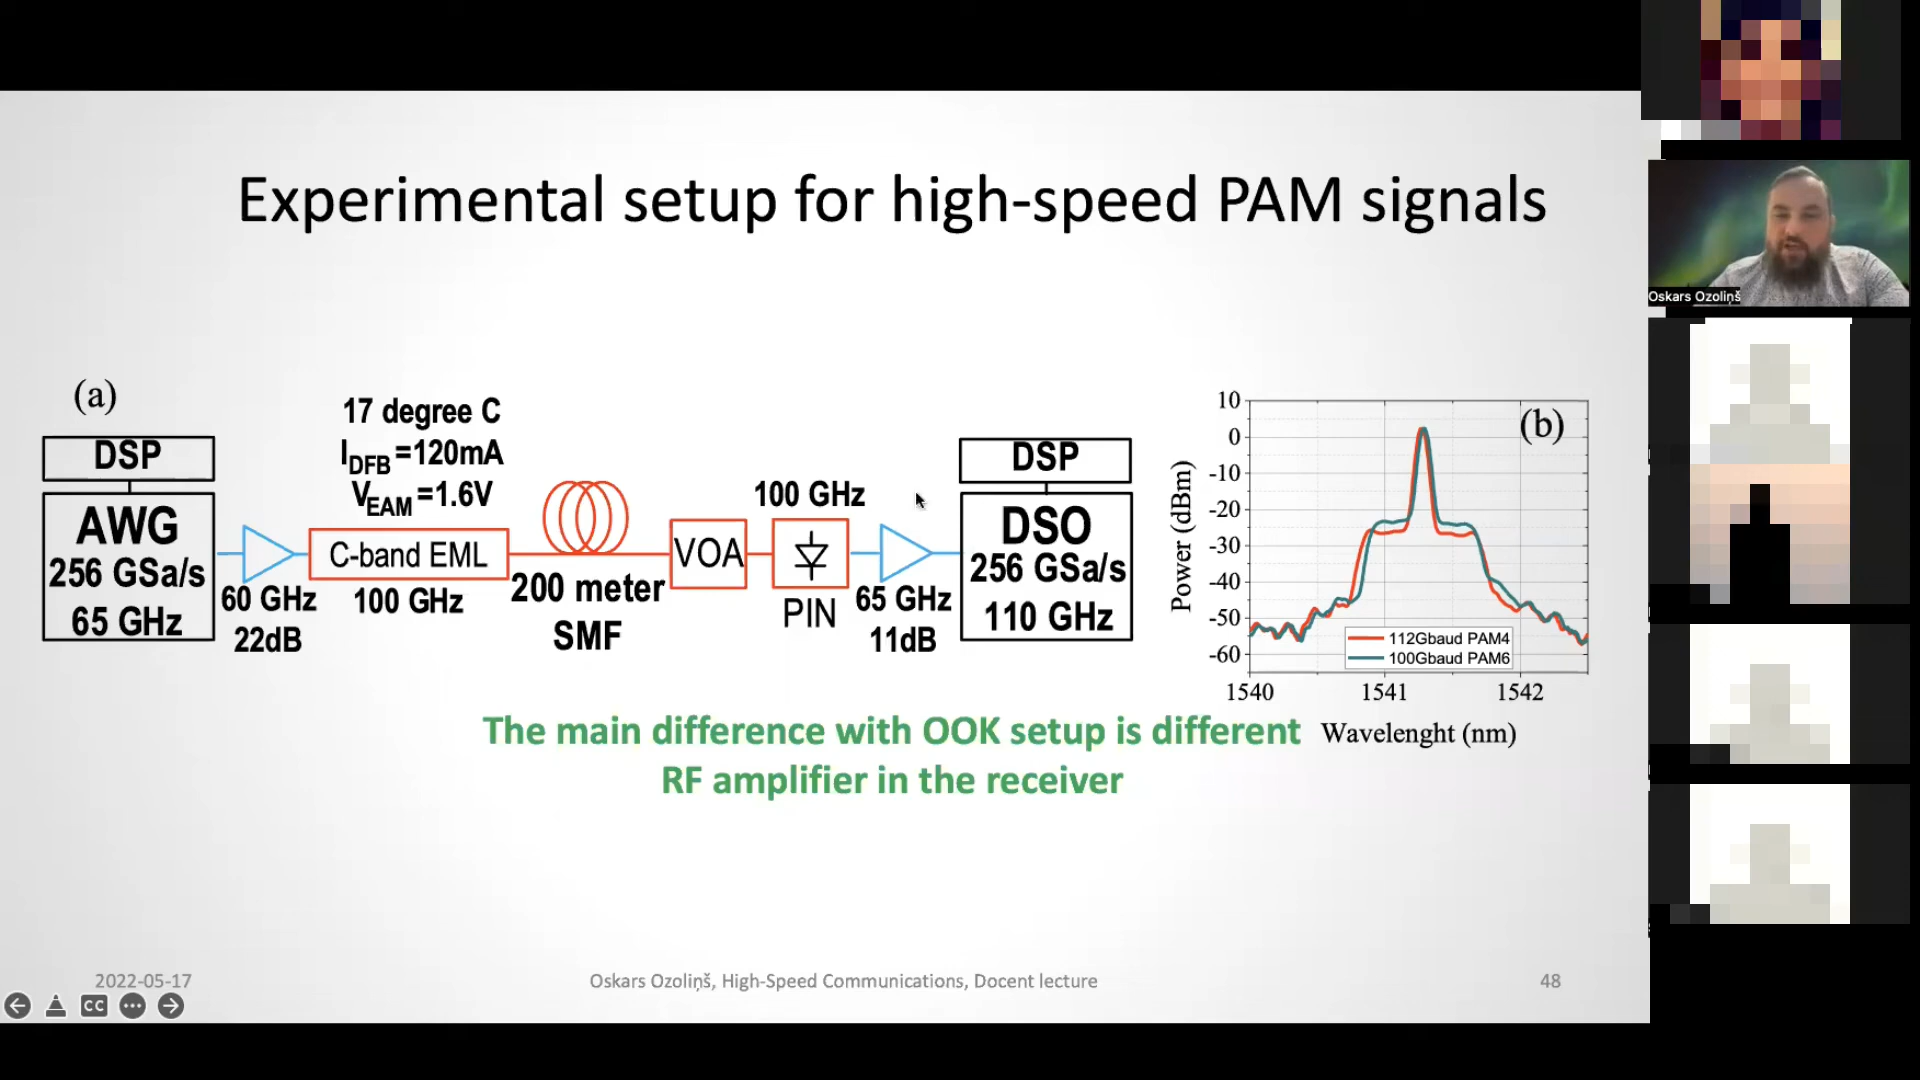 Experimental setup for high-speed PAM signals
(a)
DSP
AWG
256 GSa/s
65 GHz
60 GHz
22dB
17 degree C
IDFB=120mA
VEAM=1.6V
C-band EML
100 GHz
200 meter
SMF
VOA
100 GHz
PIN
65 GHz
11dB
DSP
DSO
256 GSa/s
110 GHz
(b)
Power (dBm)
10
0
-10
-20
-30
-40
-50
-60
112Gbaud PAM4
100Gbaud PAM6
1540 1541 1542
Wavelenght (nm)
The main difference with OOK setup is different
RF amplifier in the receiver
2022-05-17
Oskars Ozoliņš, High-Speed Communications, Docent lecture
48
CC
Oskars Ozoliņš